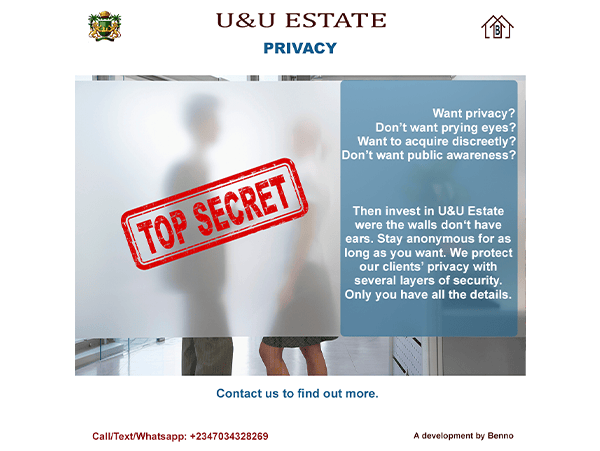 U&U ESTATE
B
PRIVACY
Want privacy?
Don't want prying eyes?
Want to acquire discreetly?
Don't want public awareness?
TOP SECRET
Then invest in U&U Estate
were the walls don't have
ears. Stay anonymous for as
long as you want. We protect
our clients' privacy with
several layers of security.
Only you have all the details.
Contact us to find out more.
Call/Text/Whatsapp: +2347034328269
A development by Benno